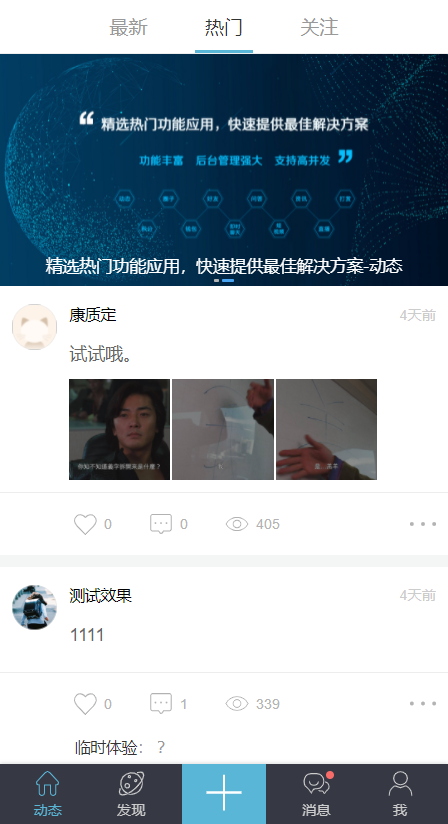 最新 热门 关注
“ 精选热门功能应用，快速提供最佳解决方案
功能丰富 后台管理强大 支持高并发 ”
精选热门功能应用，快速提供最佳解决方案-动态
康质定 4天前
试试哦。
0 0 405
测试效果 4天前
1111
0 1 339
临时体验： ？
动态 发现 消息 我